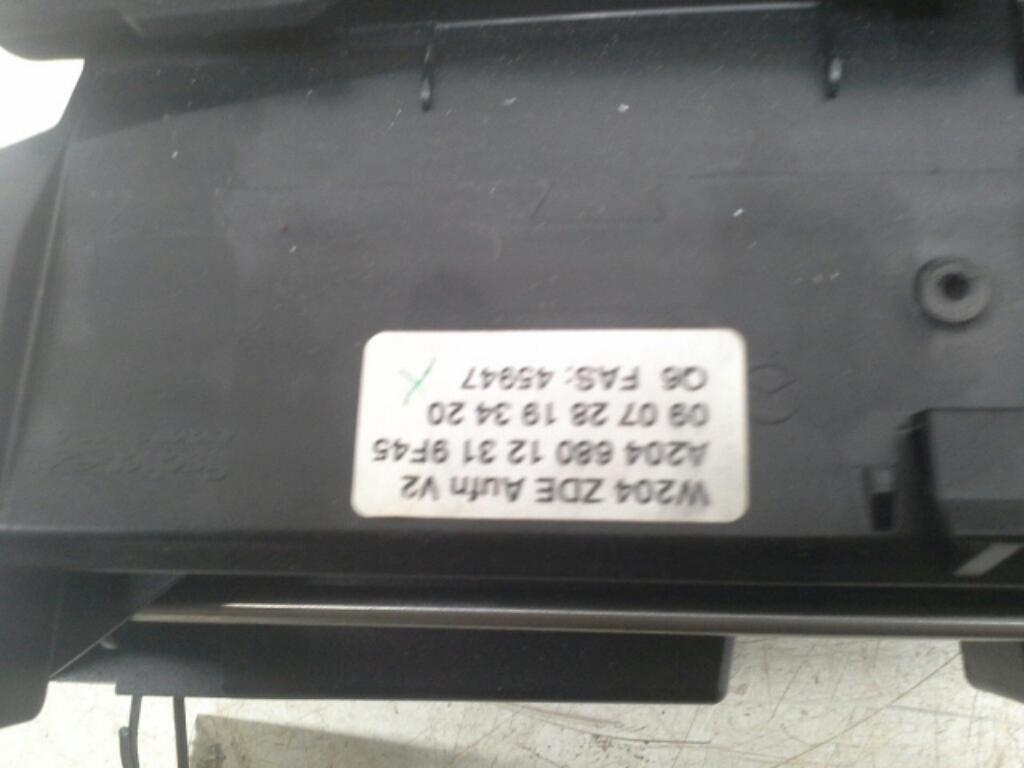 W204 ZDE Aufn V2
A204 680 12 31 9F45
09 07 28 19 34 20
Q6 FAS: 45947